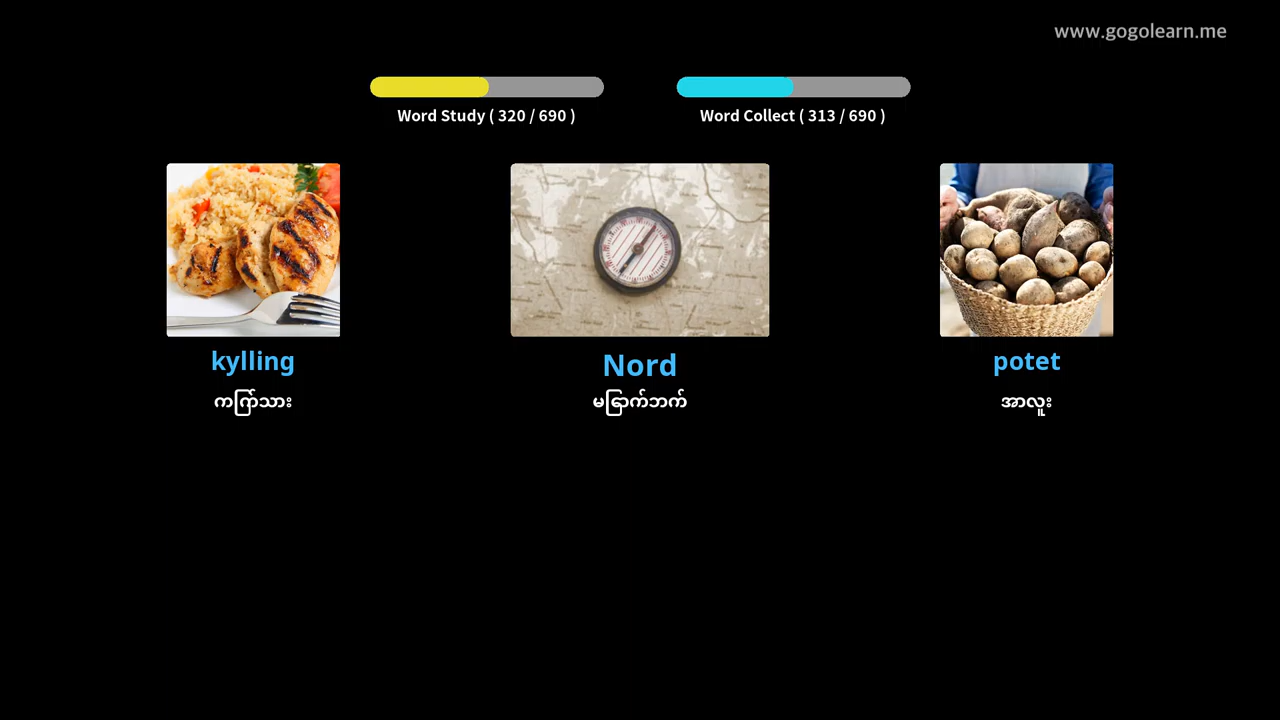 www.gogolearn.me
Word Study ( 320 / 690 )
Word Collect ( 313 / 690 )
kylling
Nord
potet
ကြက်သား
မြောက်ဘက်
အာလူး